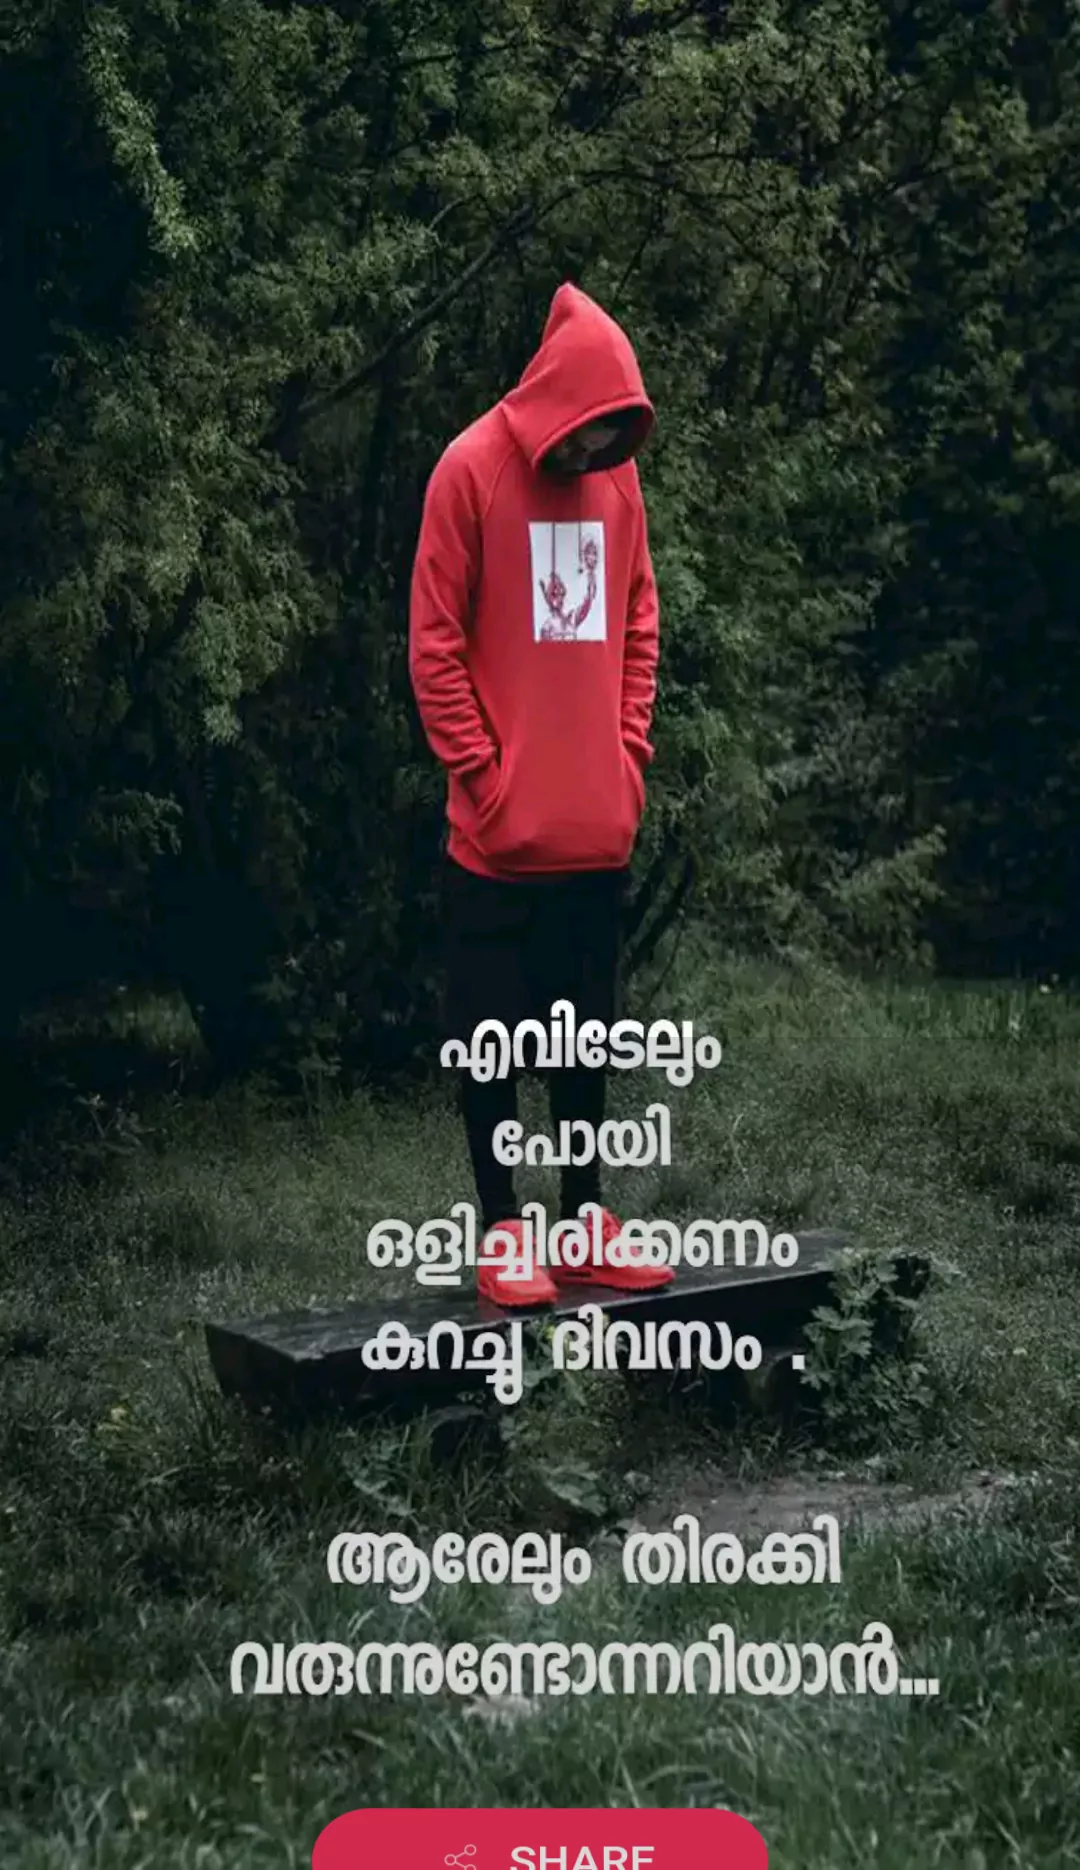 എവിടേലും
പോയി
ഒളിച്ചിരിക്കണം
കുറച്ചു ദിവസം .
ആരേലും തിരക്കി
വരുന്നുണ്ടോന്നറിയാൻ...
SHARE